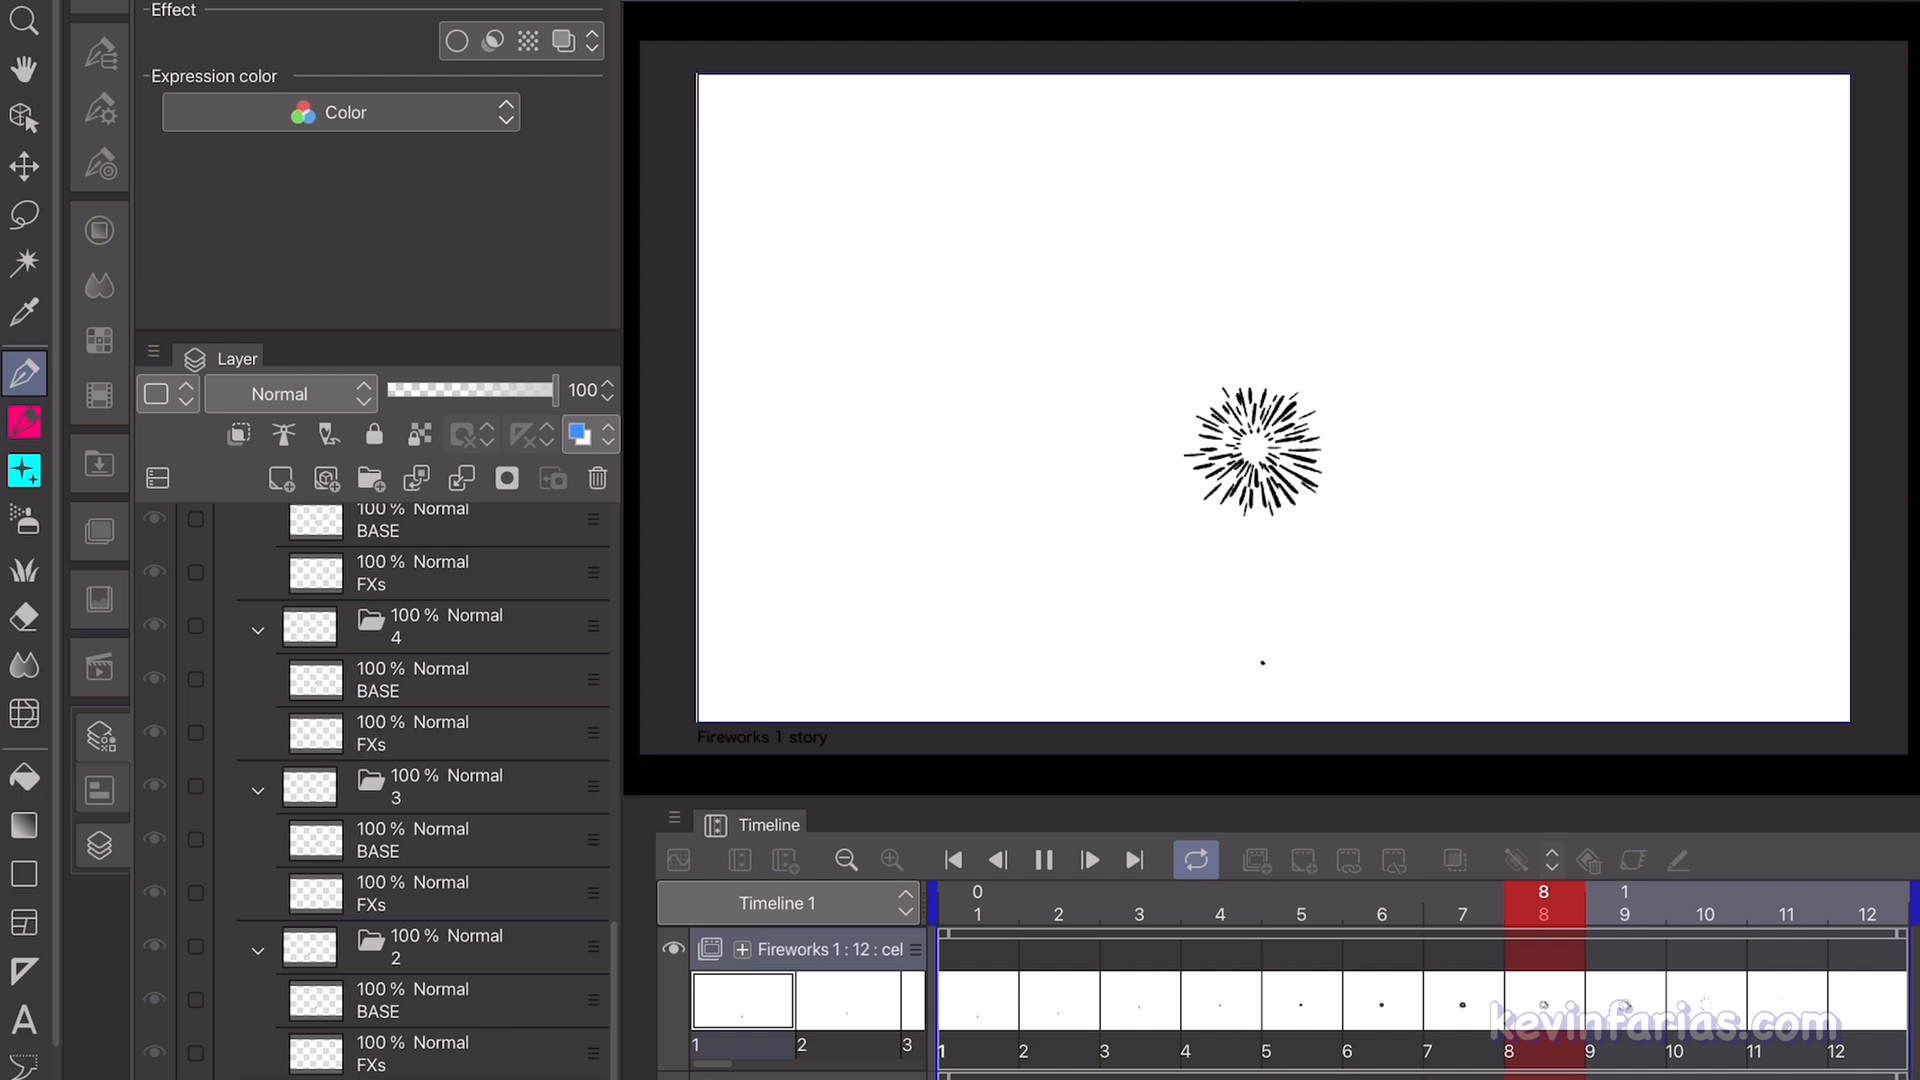 Effect
Expression color
Color
Layer
Normal
100
100 % Normal
BASE
100 % Normal
FXs
100 % Normal
4
100 % Normal
BASE
100 % Normal
FXs
100 % Normal
3
100 % Normal
BASE
100 % Normal
FXs
100 % Normal
2
100 % Normal
BASE
100 % Normal
FXs
A
Fireworks 1 story
Timeline
Timeline 1
0 8 1
1 2 3 4 5 6 7 8 9 10 11 12
Fireworks 1 : 12 : cel
1 2 3
1 2 3 4 5 6 7 8 9 10 11 12
kevinfarias.com